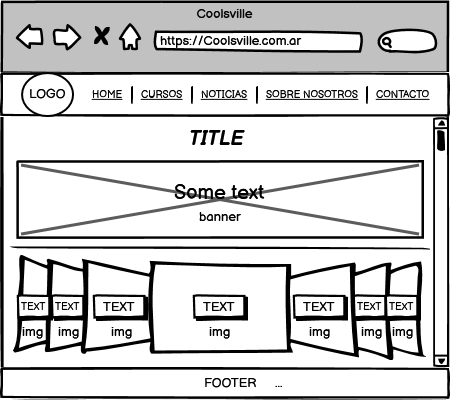 Coolsville
https://Coolsville.com.ar
LOGO HOME CURSOS NOTICIAS SOBRE NOSOTROS CONTACTO
TITLE
Some text
banner
TEXT TEXT TEXT TEXT TEXT TEXT TEXT
img img img img img img img
FOOTER ...